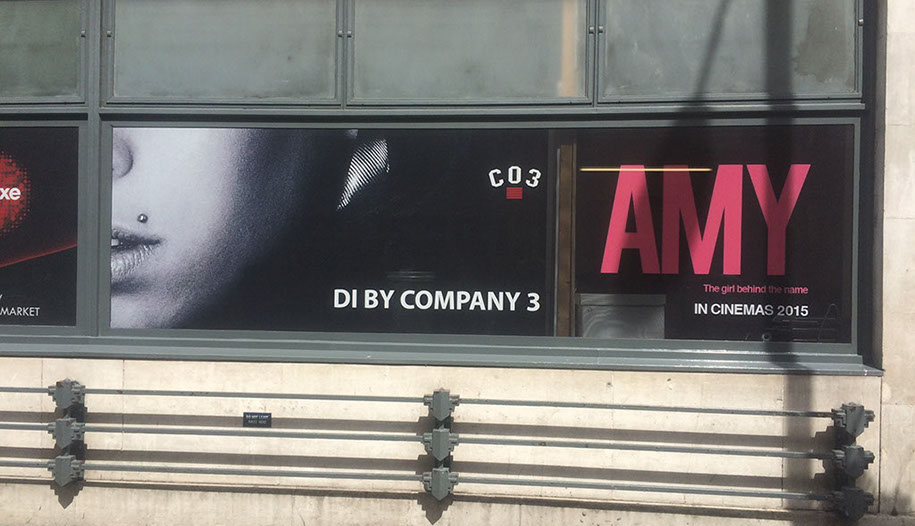 xe
MARKET
CO3
DI BY COMPANY 3
AMY
The girl behind the name
IN CINEMAS 2015